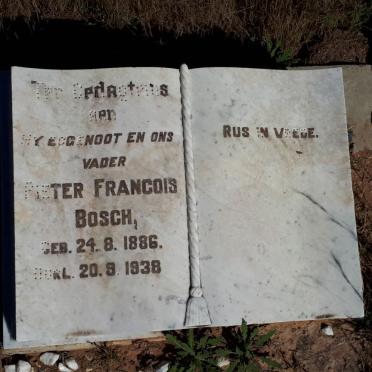 Ter Gedagtenis
aan
My Eggenoot en ons
vader
Pieter Francois
Bosch,
Geb. 24. 8. 1886.
Oorl. 20. 9. 1938
Rus in Vrede.